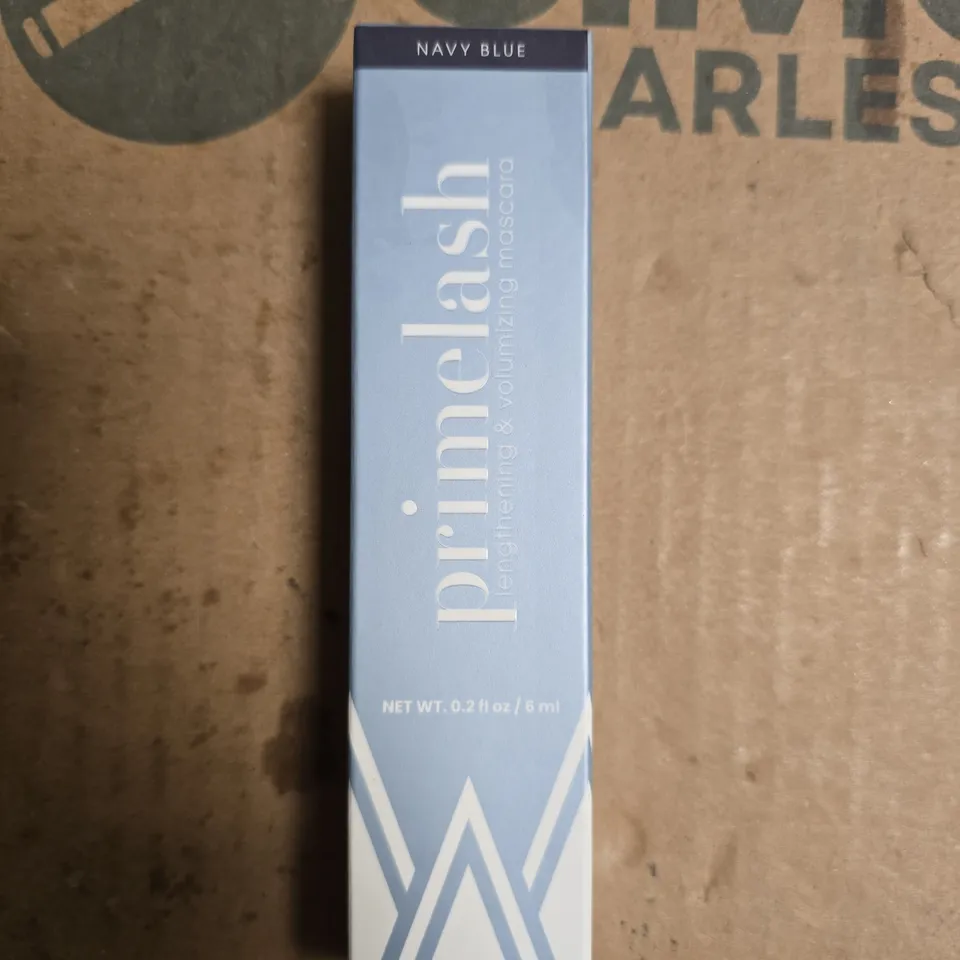 NAVY BLUE
primelash
lengthening & volumizing mascara
NET WT. 0.2 fl oz / 6 ml
ARLES